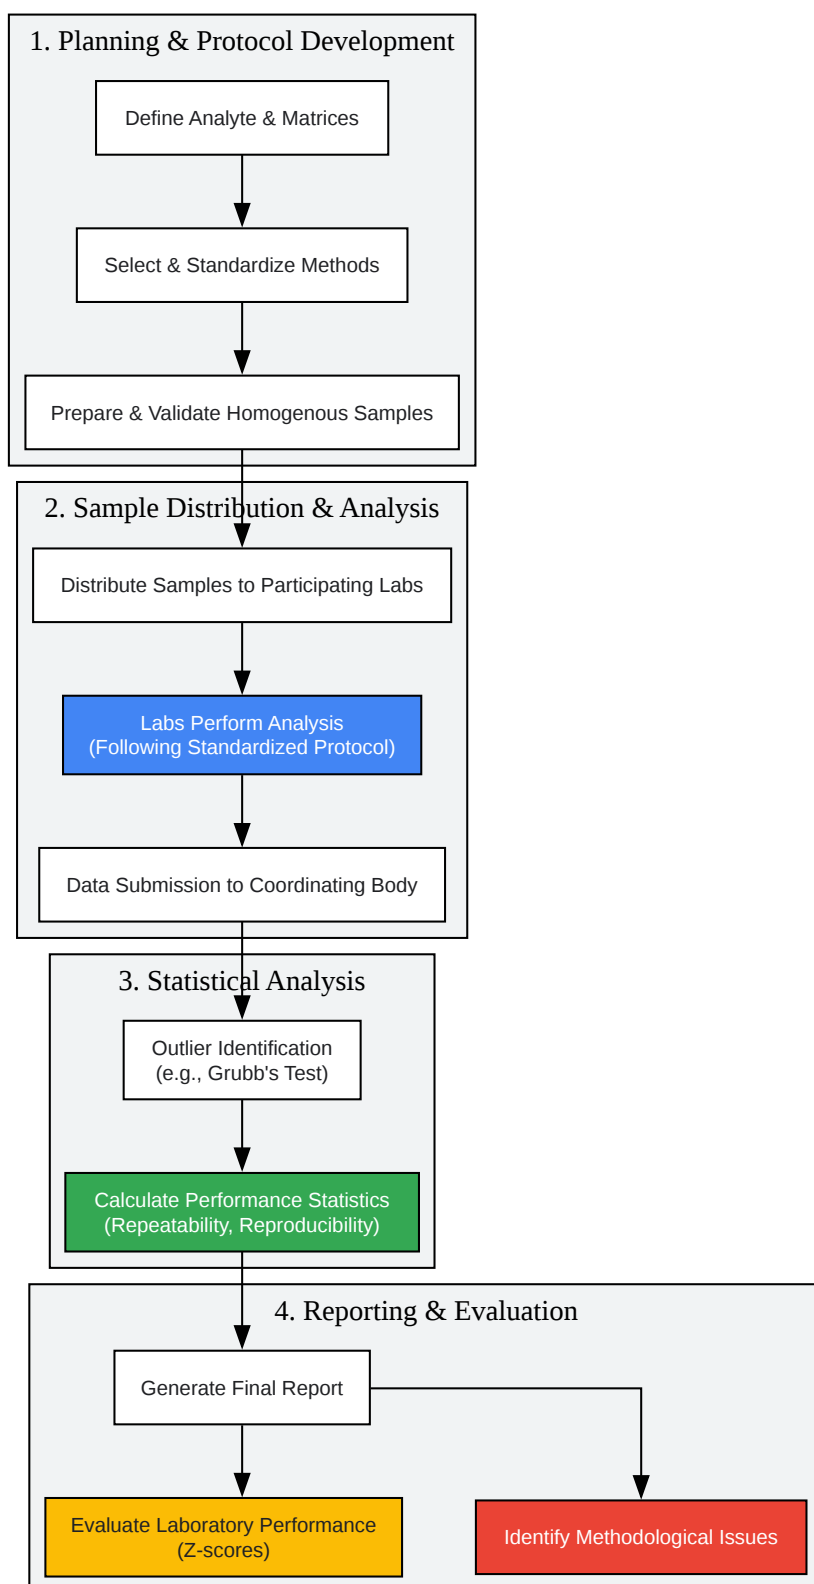 1. Planning & Protocol Development
Define Analyte & Matrices
Select & Standardize Methods
Prepare & Validate Homogenous Samples
2. Sample Distribution & Analysis
Distribute Samples to Participating Labs
Labs Perform Analysis
(Following Standardized Protocol)
Data Submission to Coordinating Body
3. Statistical Analysis
Outlier Identification
(e.g., Grubb's Test)
Calculate Performance Statistics
(Repeatability, Reproducibility)
4. Reporting & Evaluation
Generate Final Report
Evaluate Laboratory Performance
(Z-scores)
Identify Methodological Issues